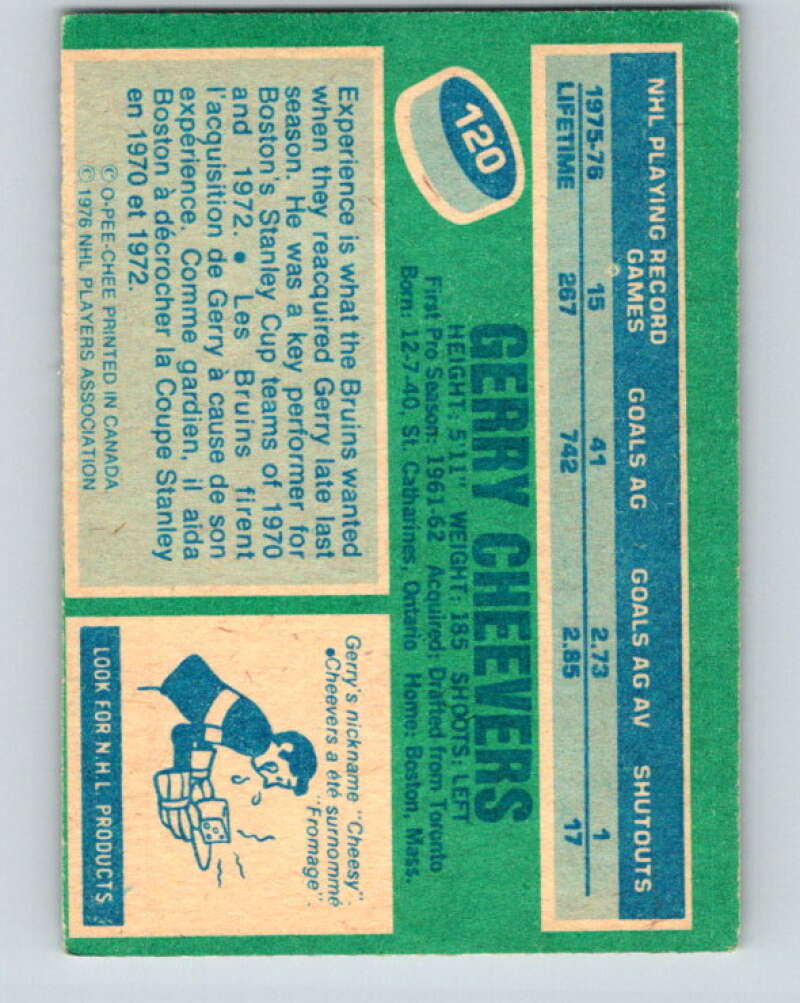 NHL PLAYING RECORD
GAMES GOALS AG GOALS AG AV SHUTOUTS
1975-76 15 41 2.73 1
LIFETIME 267 742 2.85 17
120
GERRY CHEEVERS
HEIGHT: 5'11" WEIGHT: 185 SHOOTS: LEFT
First Pro Season: 1961-62 Acquired: Drafted from Toronto
Born: 12-7-40, St. Catharines, Ontario Home: Boston, Mass.
Experience is what the Bruins wanted
when they reacquired Gerry late last
season. He was a key performer for
Boston's Stanley Cup teams of 1970
and 1972. • Les Bruins firent
l'acquisition de Gerry à cause de son
expérience. Comme gardien, il aida
Boston à décrocher la Coupe Stanley
en 1970 et 1972.
© O-PEE-CHEE PRINTED IN CANADA
© 1976 NHL PLAYERS ASSOCIATION
Gerry's nickname "Cheesy"
•Cheevers a été surnommé
"Fromage"
LOOK FOR N.H.L. PRODUCTS